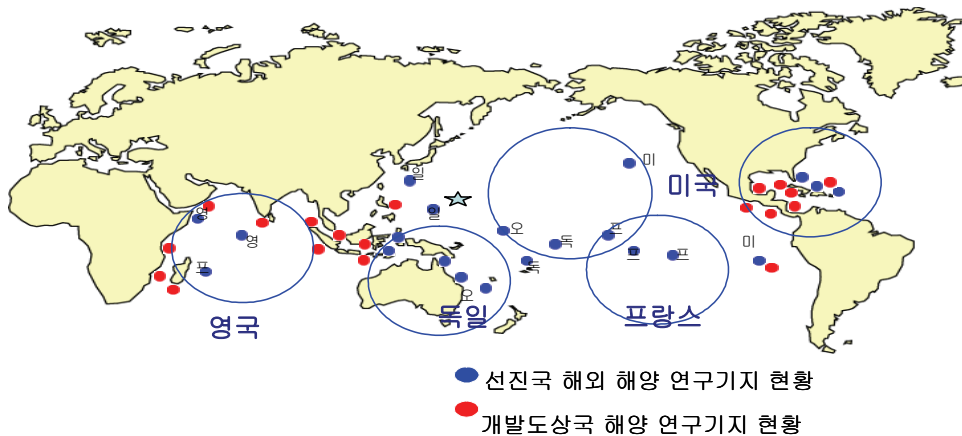 일
미
미국
영
일
오
프
영
독
미
프
프
독
프
오
영국
독일
프랑스
선진국 해외 해양 연구기지 현황
개발도상국 해양 연구기지 현황